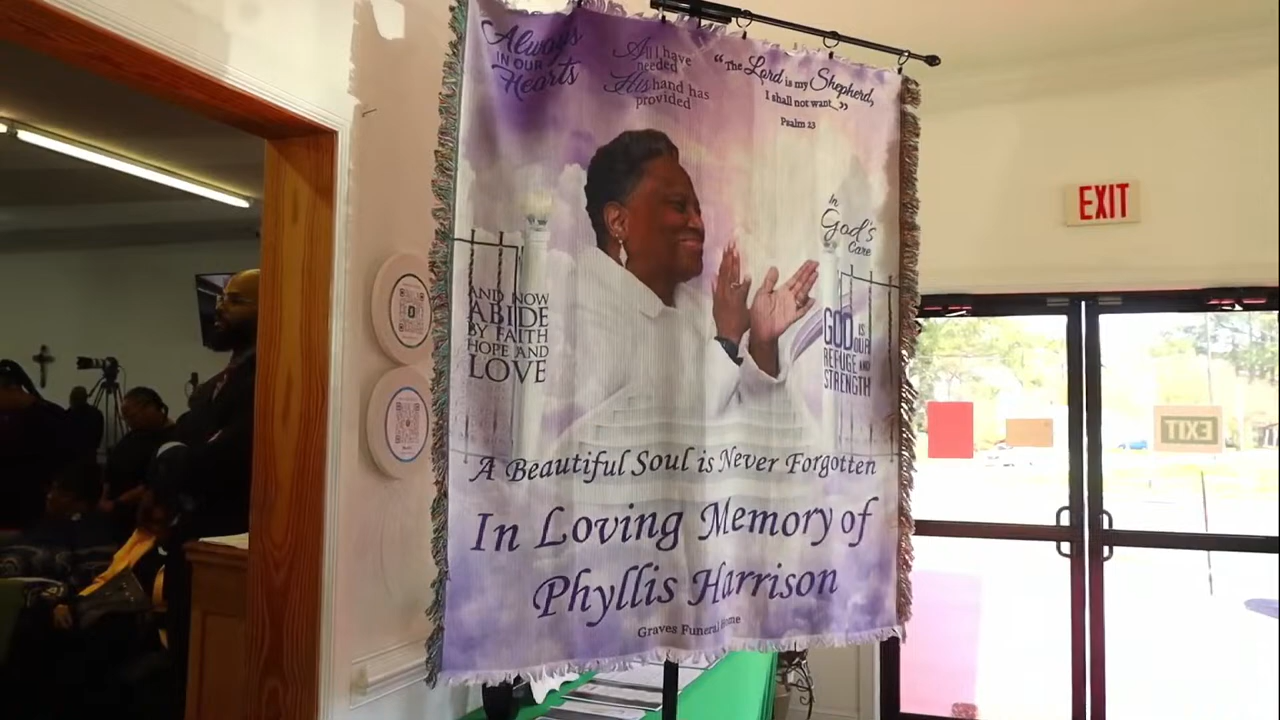 Always
IN OUR
Hearts
All I have
needed
His hand has
provided
“The Lord is my Shepherd,
I shall not want...”
Psalm 23
In
God's
Care
AND NOW
ABIDE
BY FAITH
HOPE AND
LOVE
GOD IS
OUR
REFUGE AND
STRENGTH
A Beautiful Soul is Never Forgotten
In Loving Memory of
Phyllis Harrison
Graves Funeral Home
EXIT
EXIT